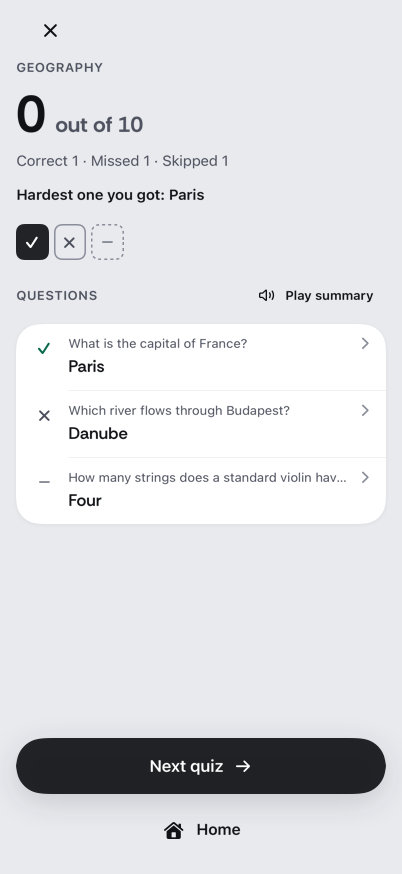 GEOGRAPHY
0 out of 10
Correct 1 · Missed 1 · Skipped 1
Hardest one you got: Paris
QUESTIONS
Play summary
What is the capital of France?
Paris
Which river flows through Budapest?
Danube
How many strings does a standard violin hav...
Four
Next quiz
Home